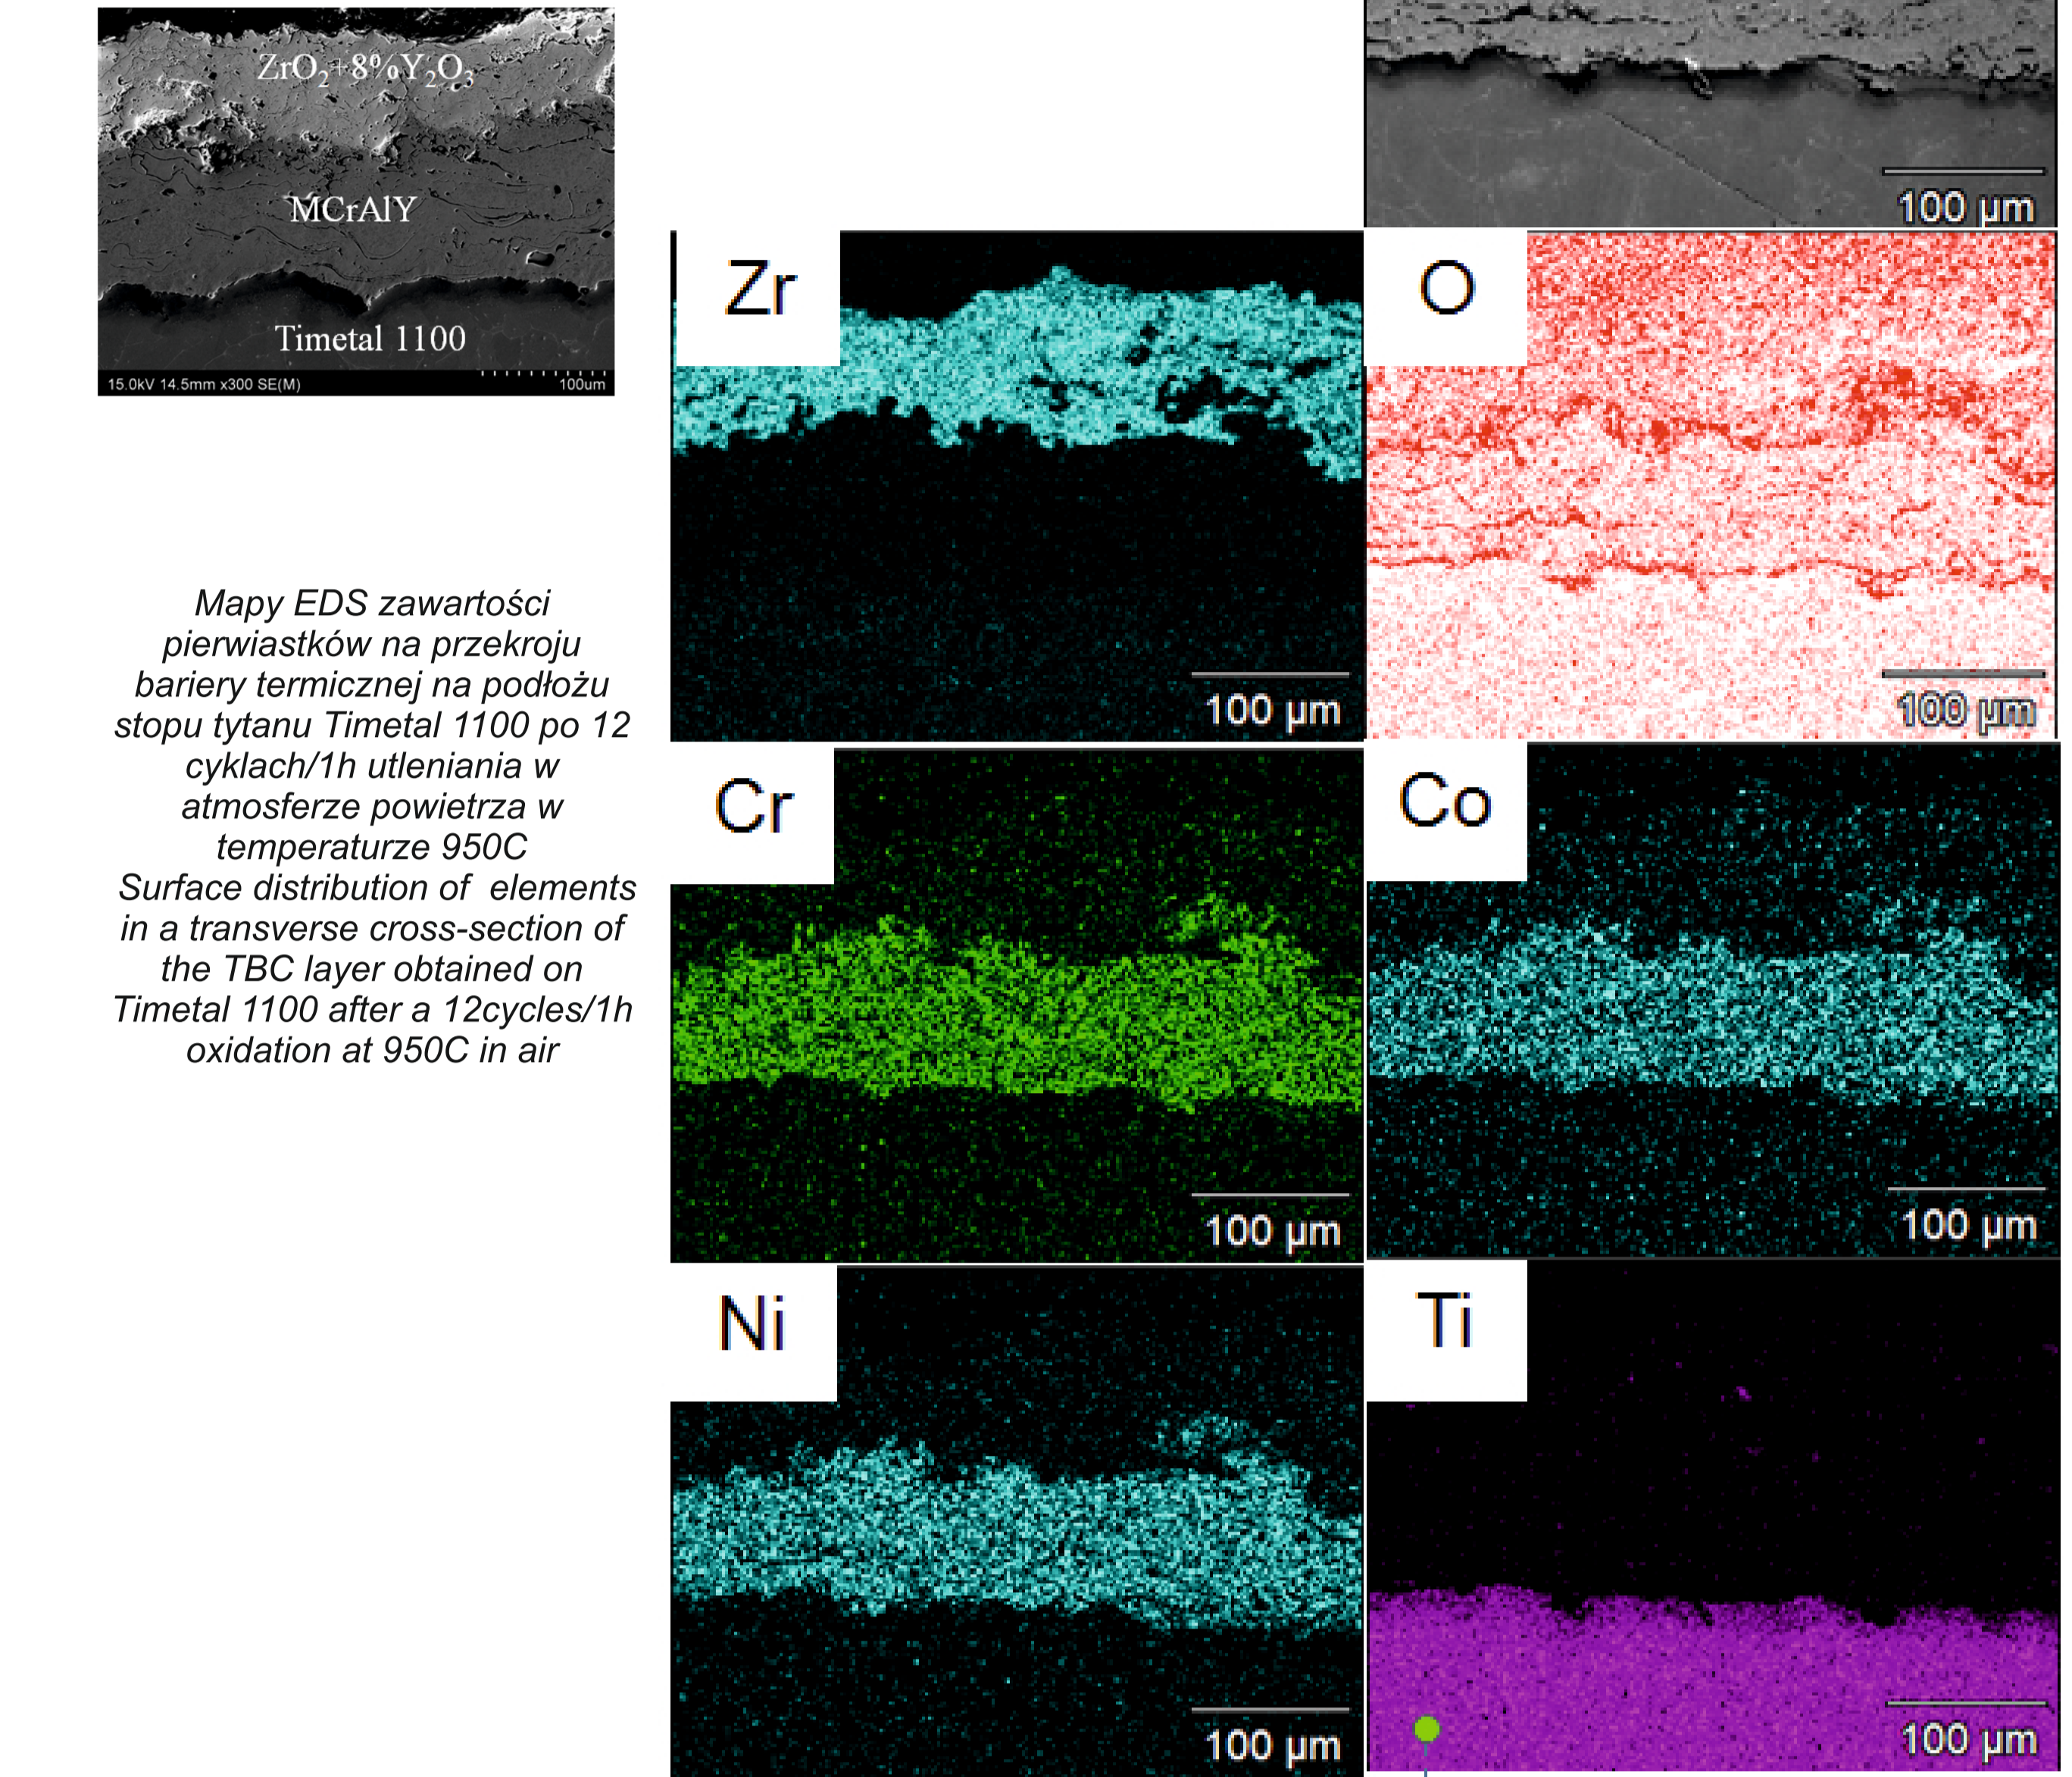 ZrO2+8%Y2O3
MCrAlY
Timetal 1100
15.0kV 14.5mm x300 SE(M)
100um
100 µm
Zr
100 µm
O
100 µm
Mapy EDS zawartości
pierwiastków na przekroju
bariery termicznej na podłożu
stopu tytanu Timetal 1100 po 12
cyklach/1h utleniania w
atmosferze powietrza w
temperaturze 950C
Surface distribution of  elements
in a transverse cross-section of
the TBC layer obtained on
Timetal 1100 after a 12cycles/1h
oxidation at 950C in air
Cr
100 µm
Co
100 µm
Ni
100 µm
Ti
100 µm